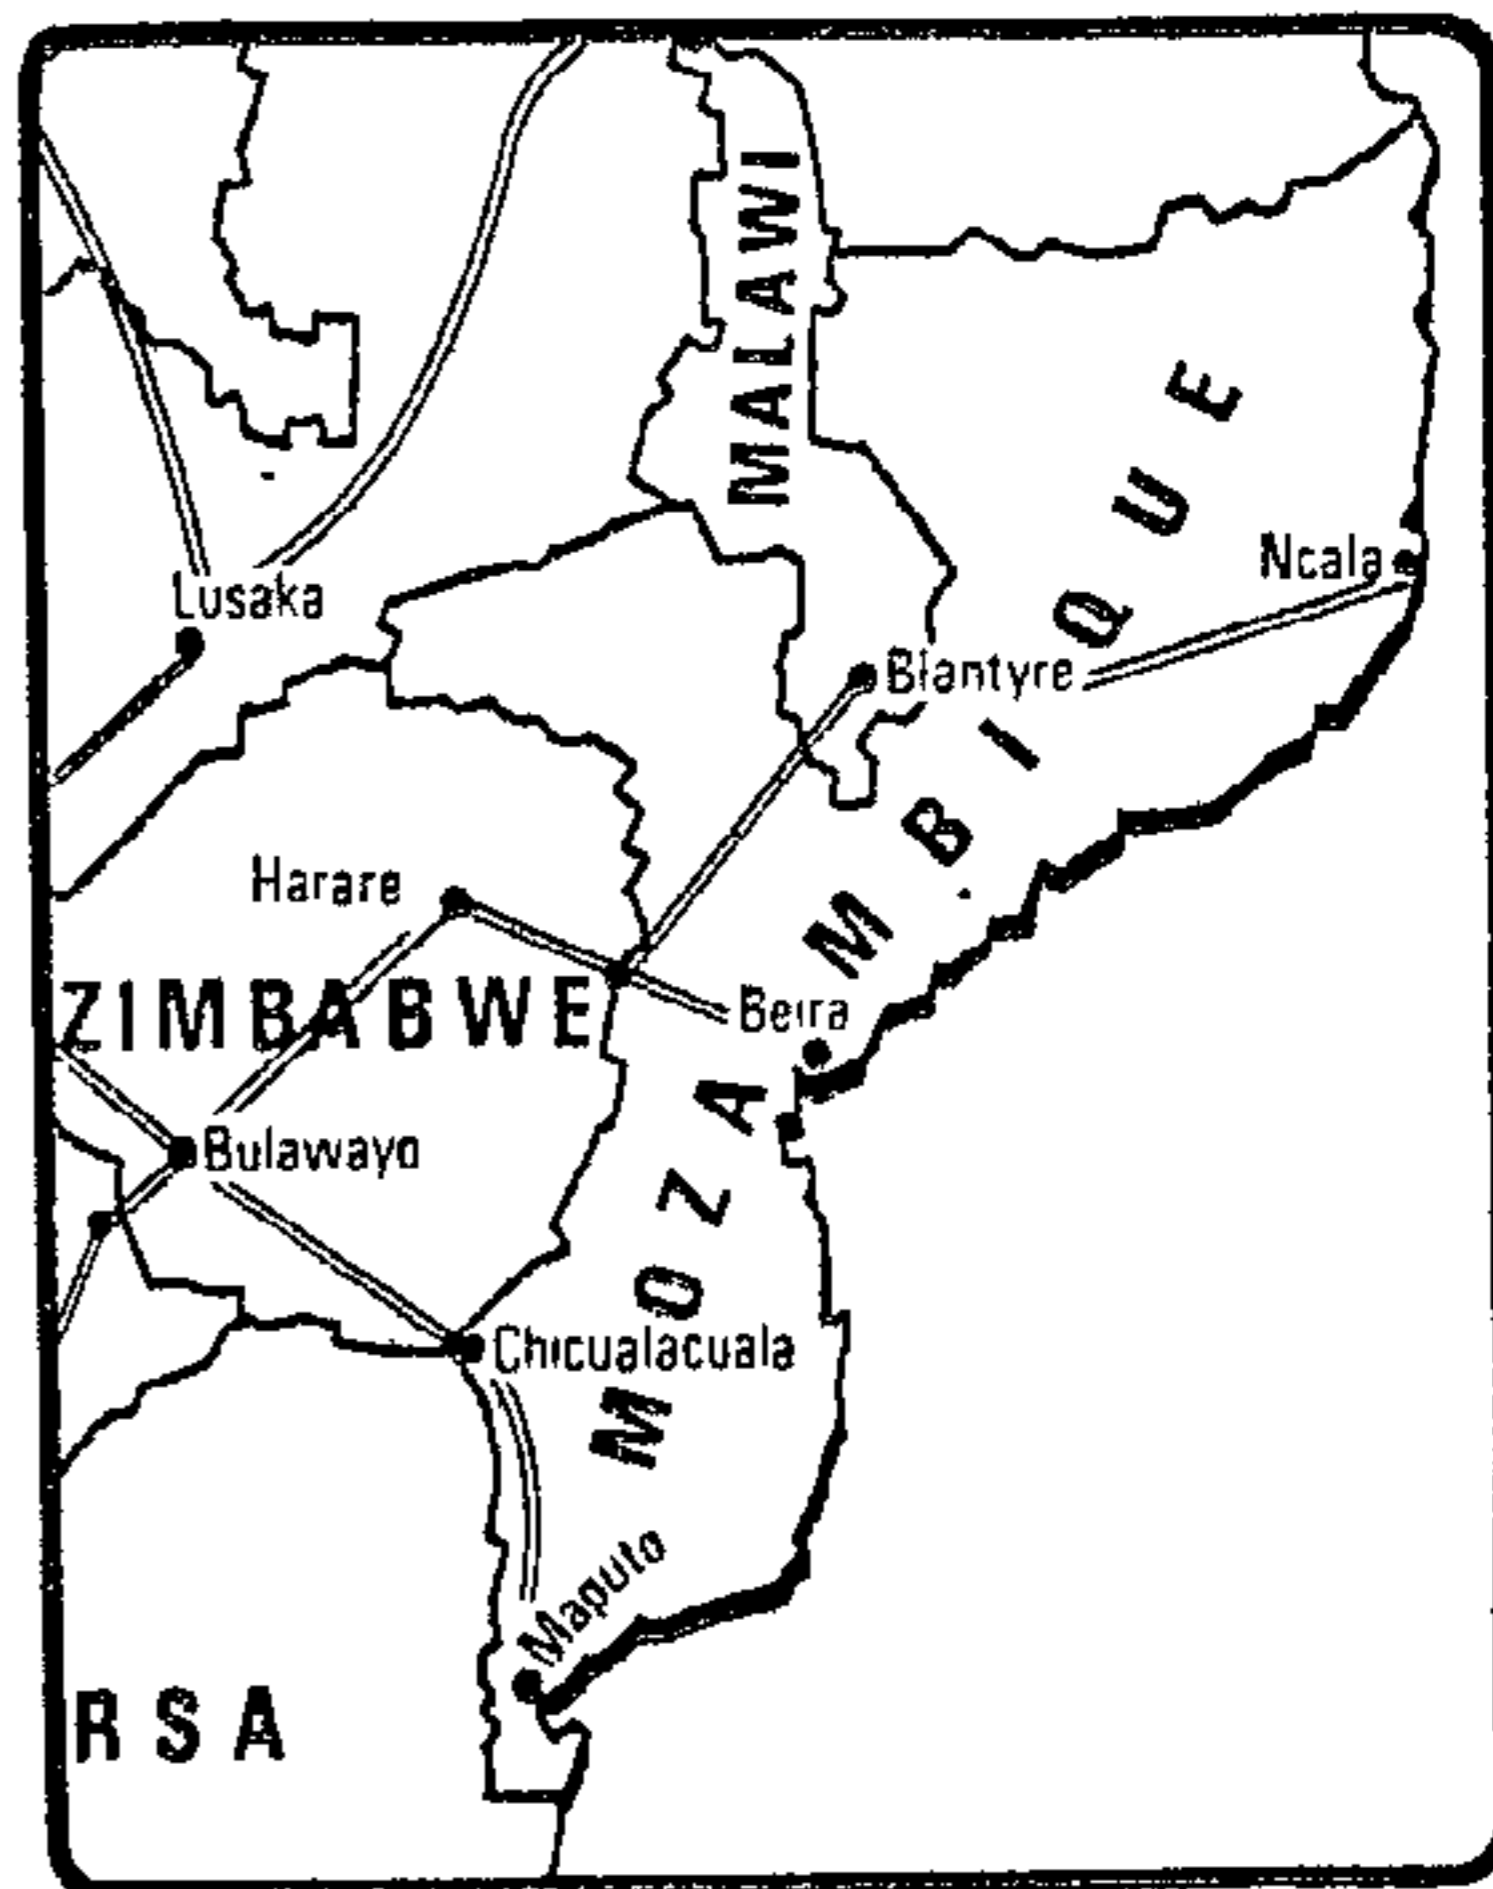 MALAWI
MOZAMBIQUE
Ncala
Lusaka
Blantyre
Harare
ZIMBABWE
Beira
Bulawayo
Chicualacuala
Maputo
RSA